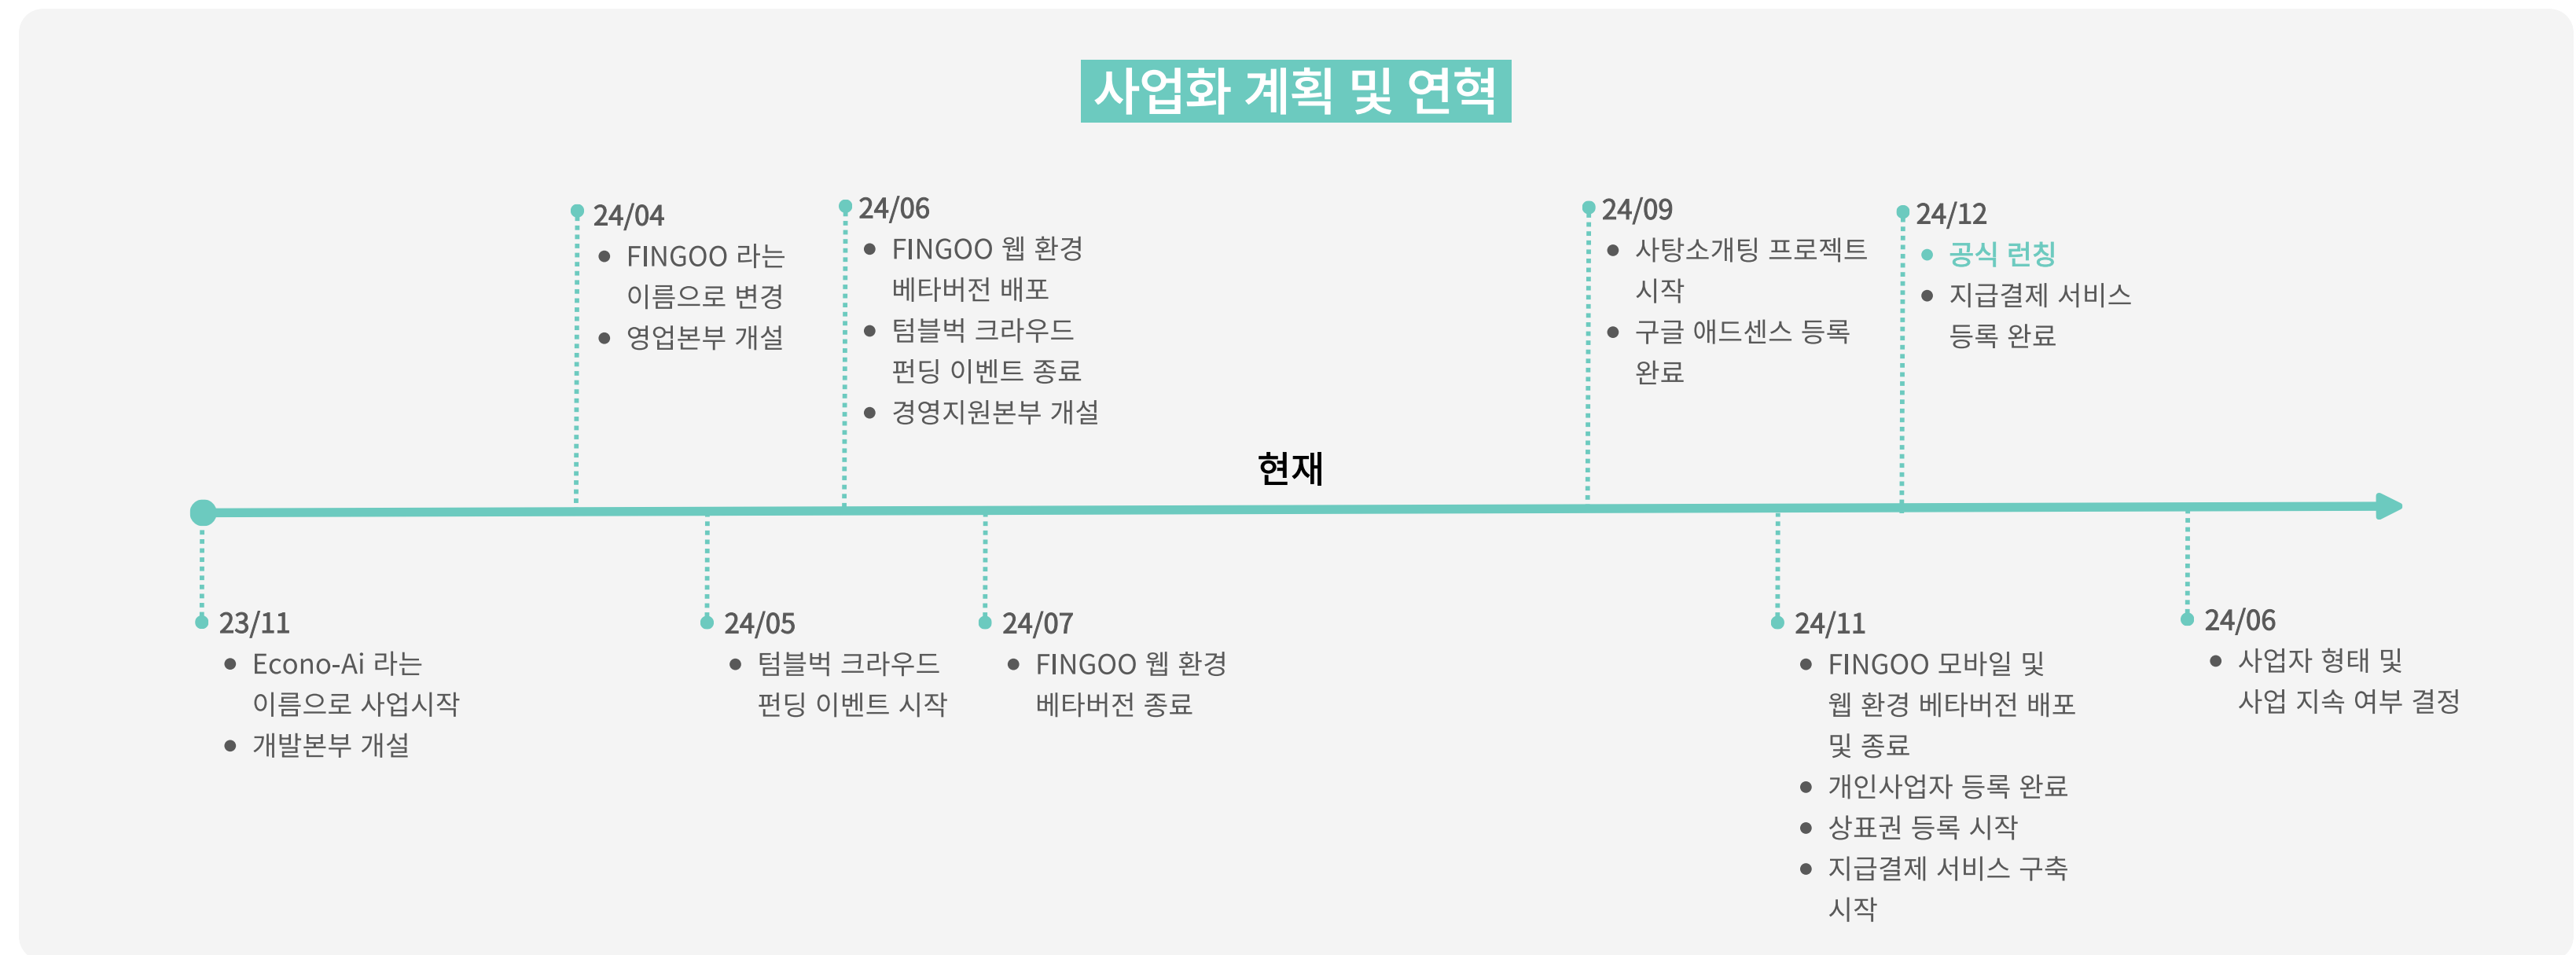 사업화 계획 및 연혁
24/04
FINGOO 라는
이름으로 변경
영업본부 개설
24/06
FINGOO 웹 환경
베타버전 배포
텀블벅 크라우드
펀딩 이벤트 종료
경영지원본부 개설
24/09
사탕소개팅 프로젝트
시작
구글 애드센스 등록
완료
24/12
공식 런칭
지급결제 서비스
등록 완료
현재
23/11
Econo-Ai 라는
이름으로 사업시작
개발본부 개설
24/05
텀블벅 크라우드
펀딩 이벤트 시작
24/07
FINGOO 웹 환경
베타버전 종료
24/11
FINGOO 모바일 및
웹 환경 베타버전 배포
및 종료
개인사업자 등록 완료
상표권 등록 시작
지급결제 서비스 구축
시작
24/06
사업자 형태 및
사업 지속 여부 결정